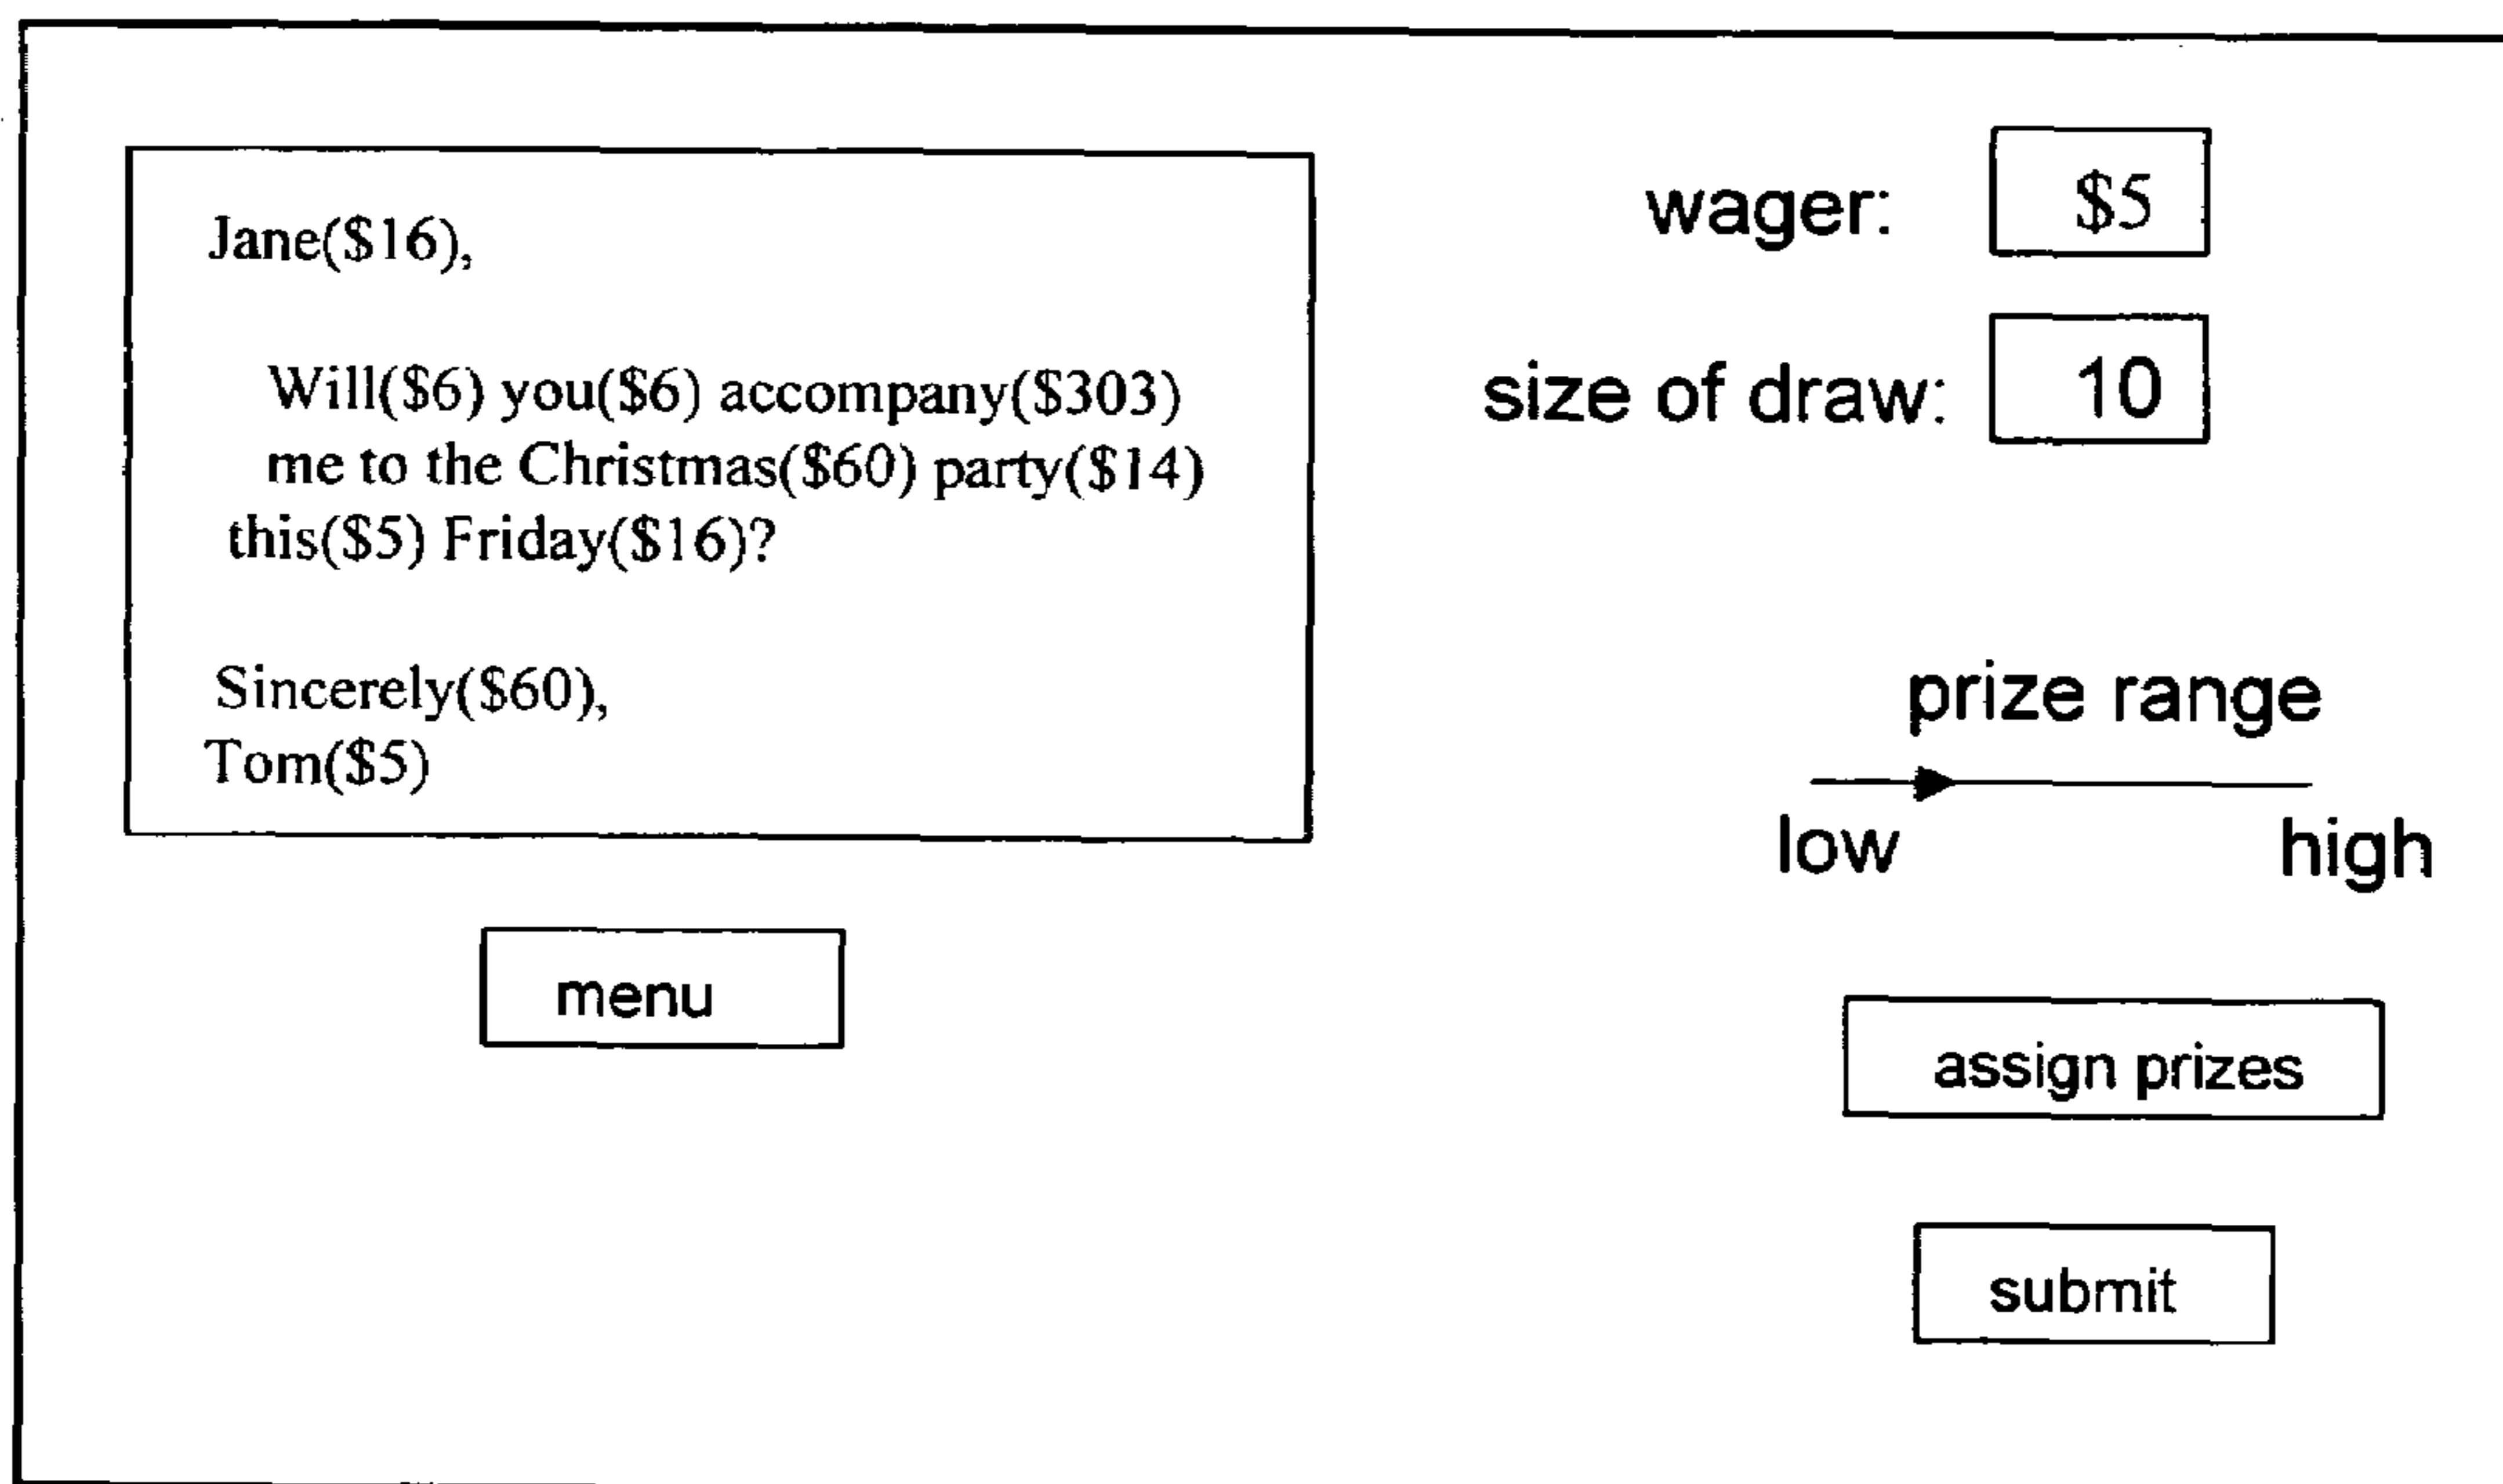 Jane($16),
Will($6) you($6) accompany($303)
me to the Christmas($60) party($14)
this($5) Friday($16)?
Sincerely($60),
Tom($5)
menu
wager: $5
size of draw: 10
prize range
low high
assign prizes
submit